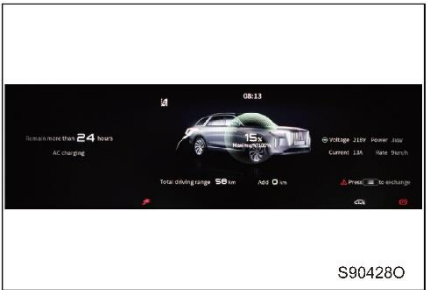 08:13
Remain more than 24 hours
AC charging
15%
Voltage 218V Power
Current 13A Rate
Total driving range 58 km Add 0 km
Press to exchange
S90428O